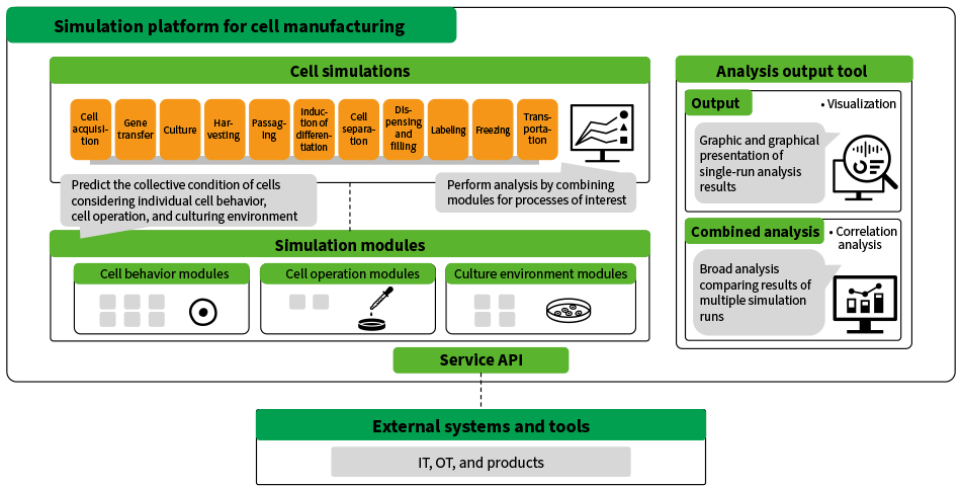 Simulation platform for cell manufacturing
Cell simulations
Cell
acquisi-
tion
Gene
transfer
Culture
Har-
vesting
Passag-
ing
Induc-
tion of
differen-
tiation
Cell
separa-
tion
Dis-
pensing
and
filling
Labeling
Freezing
Trans-
porta-
tion
Predict the collective condition of cells
considering individual cell behavior,
cell operation, and culturing environment
Perform analysis by combining
modules for processes of interest
Simulation modules
Cell behavior modules
Cell operation modules
Culture environment modules
Analysis output tool
Output
• Visualization
Graphic and graphical
presentation of
single-run analysis
results
Combined analysis
• Correlation
analysis
Broad analysis
comparing results of
multiple simulation
runs
Service API
External systems and tools
IT, OT, and products